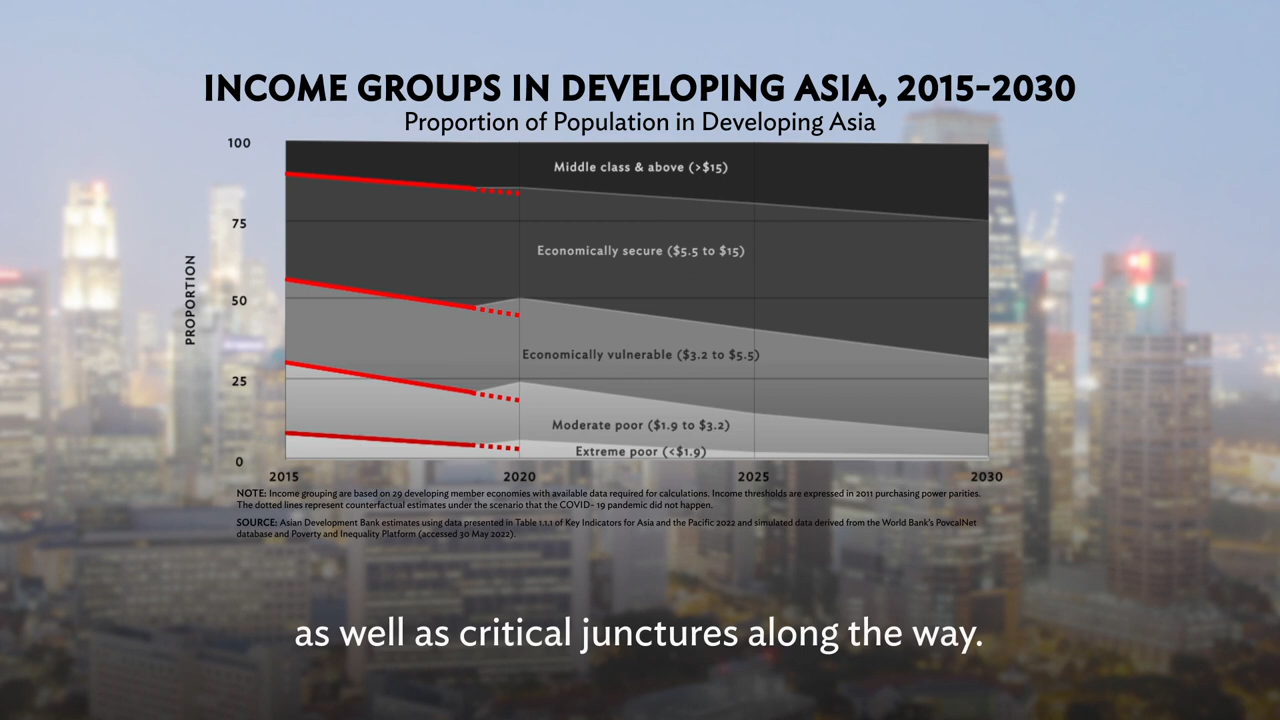 INCOME GROUPS IN DEVELOPING ASIA, 2015-2030
Proportion of Population in Developing Asia
PROPORTION
100
75
50
25
0
Middle class & above (>$15)
Economically secure ($5.5 to $15)
Economically vulnerable ($3.2 to $5.5)
Moderate poor ($1.9 to $3.2)
Extreme poor (<$1.9)
2015 2020 2025 2030
NOTE: Income grouping are based on 29 developing member economies with available data required for calculations. Income thresholds are expressed in 2011 purchasing power parities.
The dotted lines represent counterfactual estimates under the scenario that the COVID- 19 pandemic did not happen.
SOURCE: Asian Development Bank estimates using data presented in Table 1.1.1 of Key Indicators for Asia and the Pacific 2022 and simulated data derived from the World Bank's PovcalNet
database and Poverty and Inequality Platform (accessed 30 May 2022).
as well as critical junctures along the way.